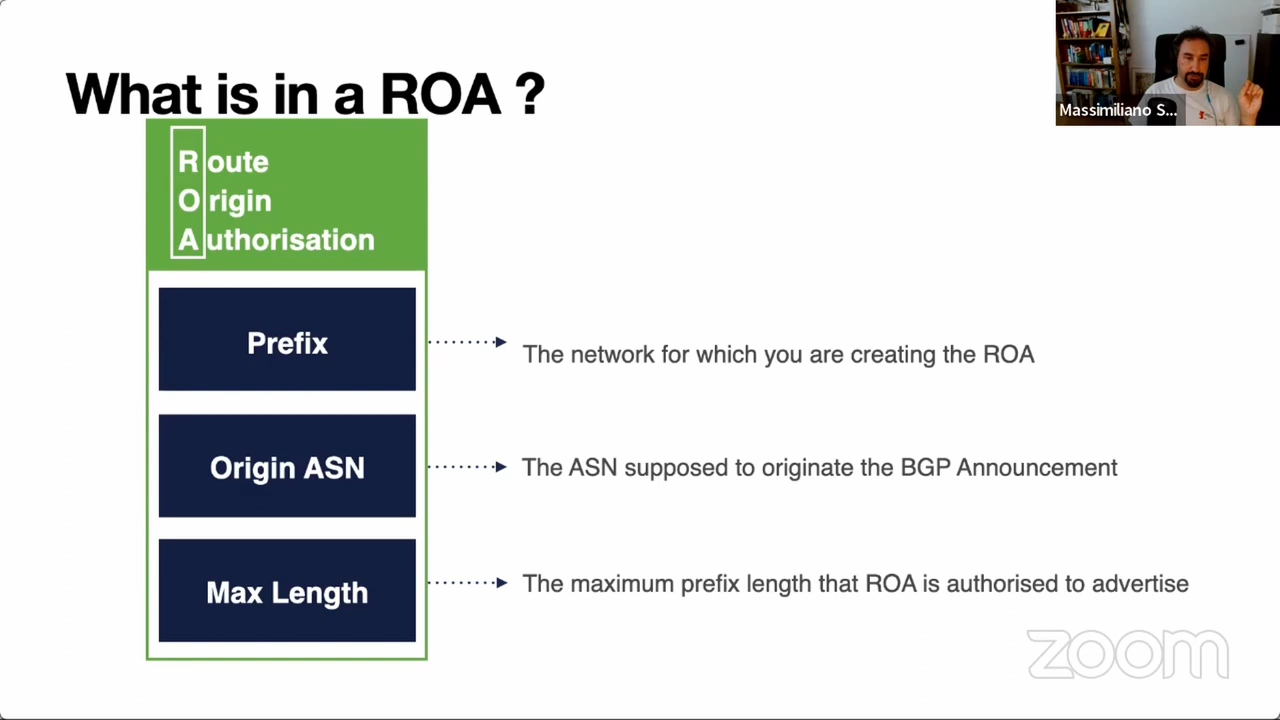 What is in a ROA ?
Massimiliano S...
Route
Origin
Authorisation
Prefix
The network for which you are creating the ROA
Origin ASN
The ASN supposed to originate the BGP Announcement
Max Length
The maximum prefix length that ROA is authorised to advertise
zoom